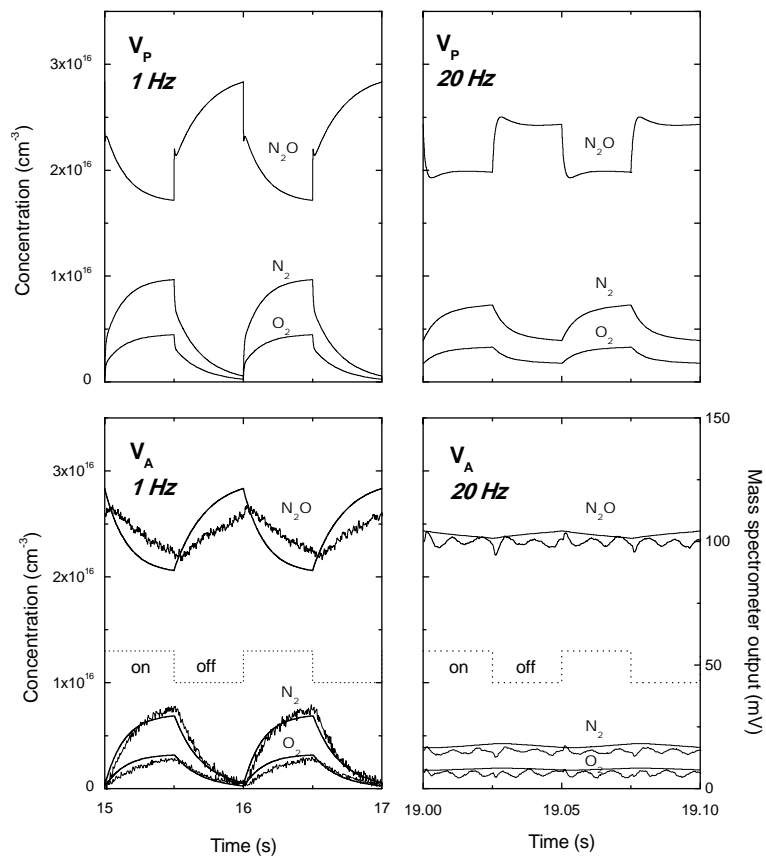 V_P
1 Hz
V_P
20 Hz
3x10^16
2x10^16
1x10^16
0
Concentration (cm^-3)
N_2O
N_2
O_2
N_2O
N_2
O_2
V_A
1 Hz
V_A
20 Hz
3x10^16
2x10^16
1x10^16
0
Concentration (cm^-3)
N_2O
on
off
N_2
O_2
N_2O
on
off
N_2
O_2
150
100
50
0
Mass spectrometer output (mV)
15
16
17
19.00
19.05
19.10
Time (s)
Time (s)